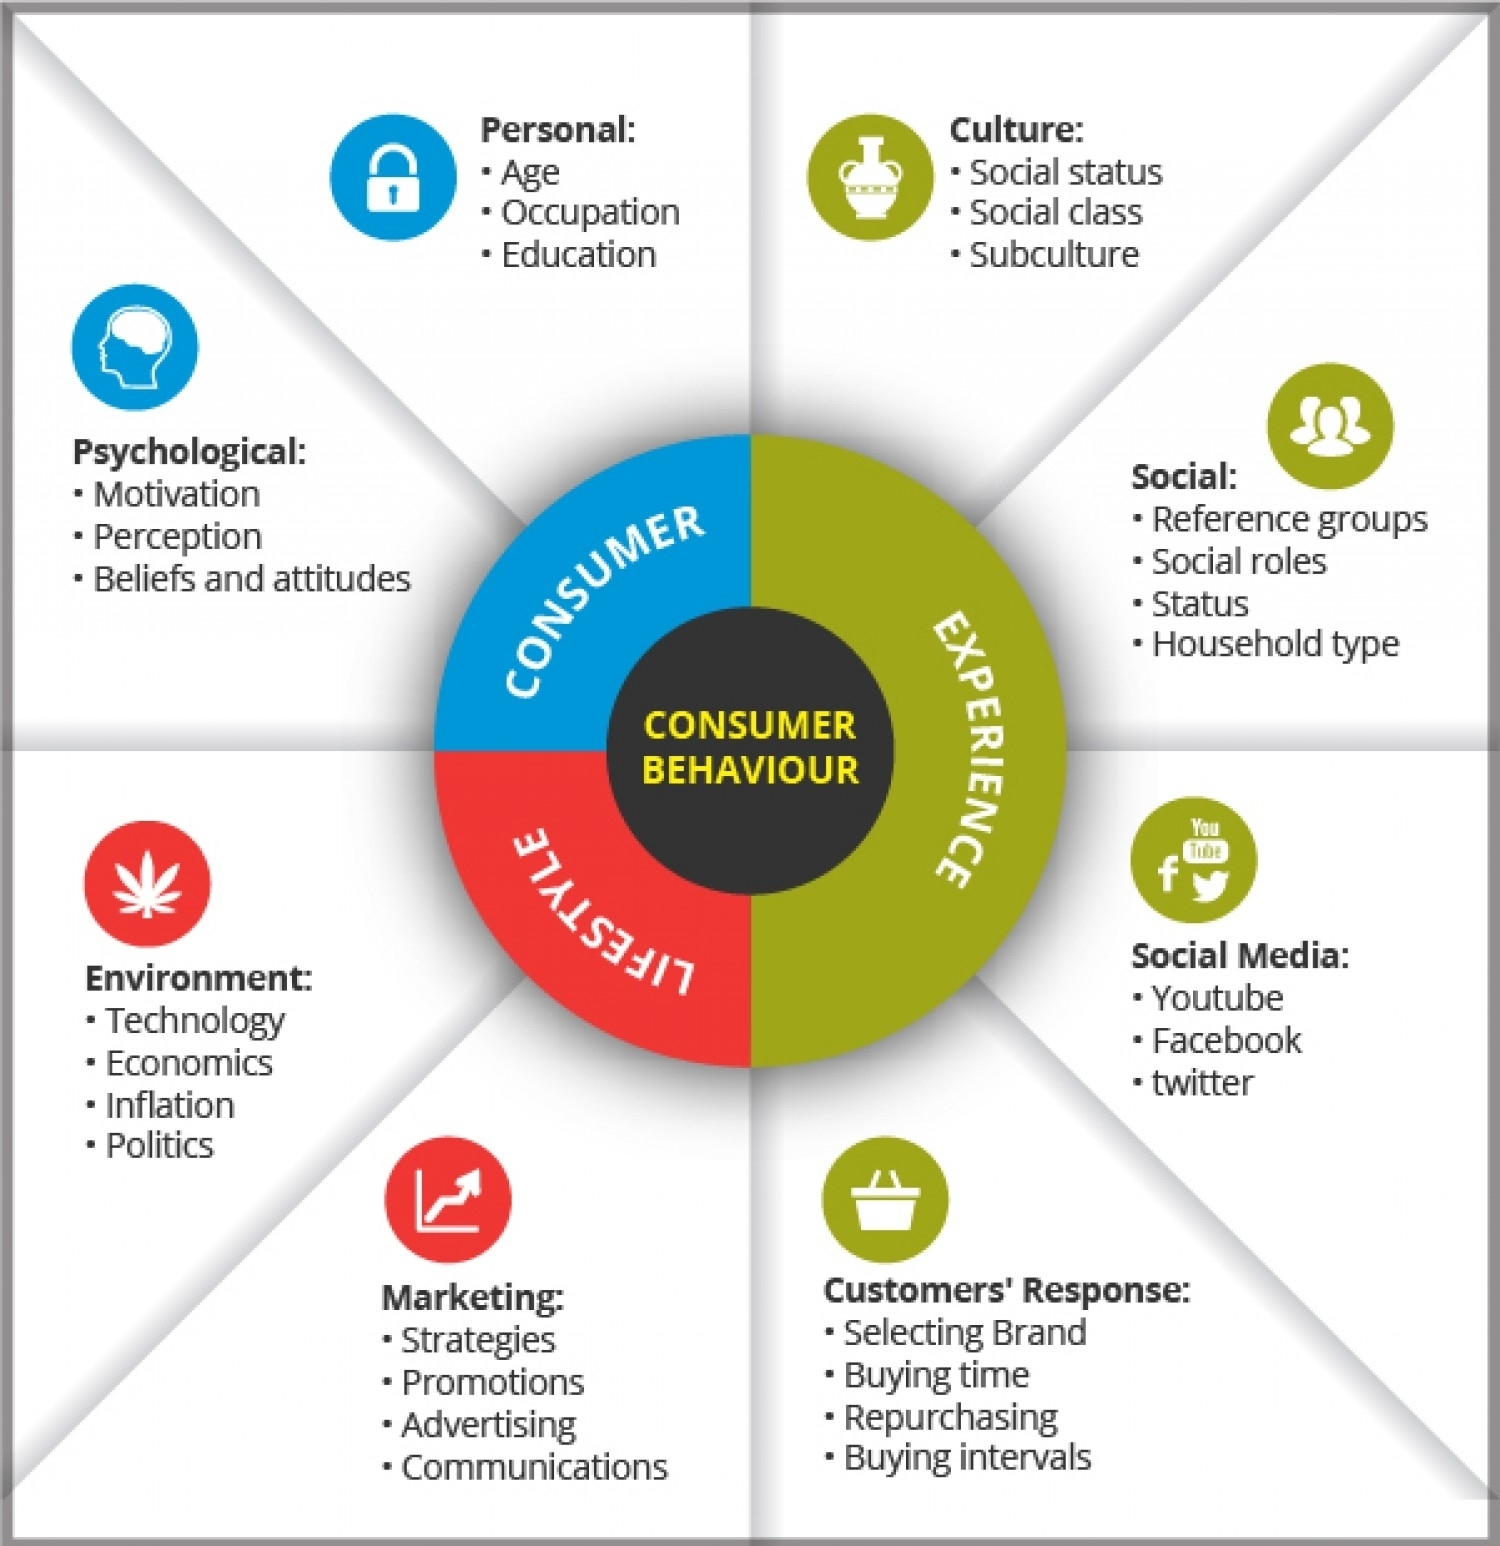 Personal:
• Age
• Occupation
• Education
Culture:
• Social status
• Social class
• Subculture
Psychological:
• Motivation
• Perception
• Beliefs and attitudes
Social:
• Reference groups
• Social roles
• Status
• Household type
CONSUMER
EXPERIENCE
LIFESTYLE
CONSUMER
BEHAVIOUR
Environment:
• Technology
• Economics
• Inflation
• Politics
You
Tube
f
Social Media:
• Youtube
• Facebook
• twitter
Marketing:
• Strategies
• Promotions
• Advertising
• Communications
Customers' Response:
• Selecting Brand
• Buying time
• Repurchasing
• Buying intervals